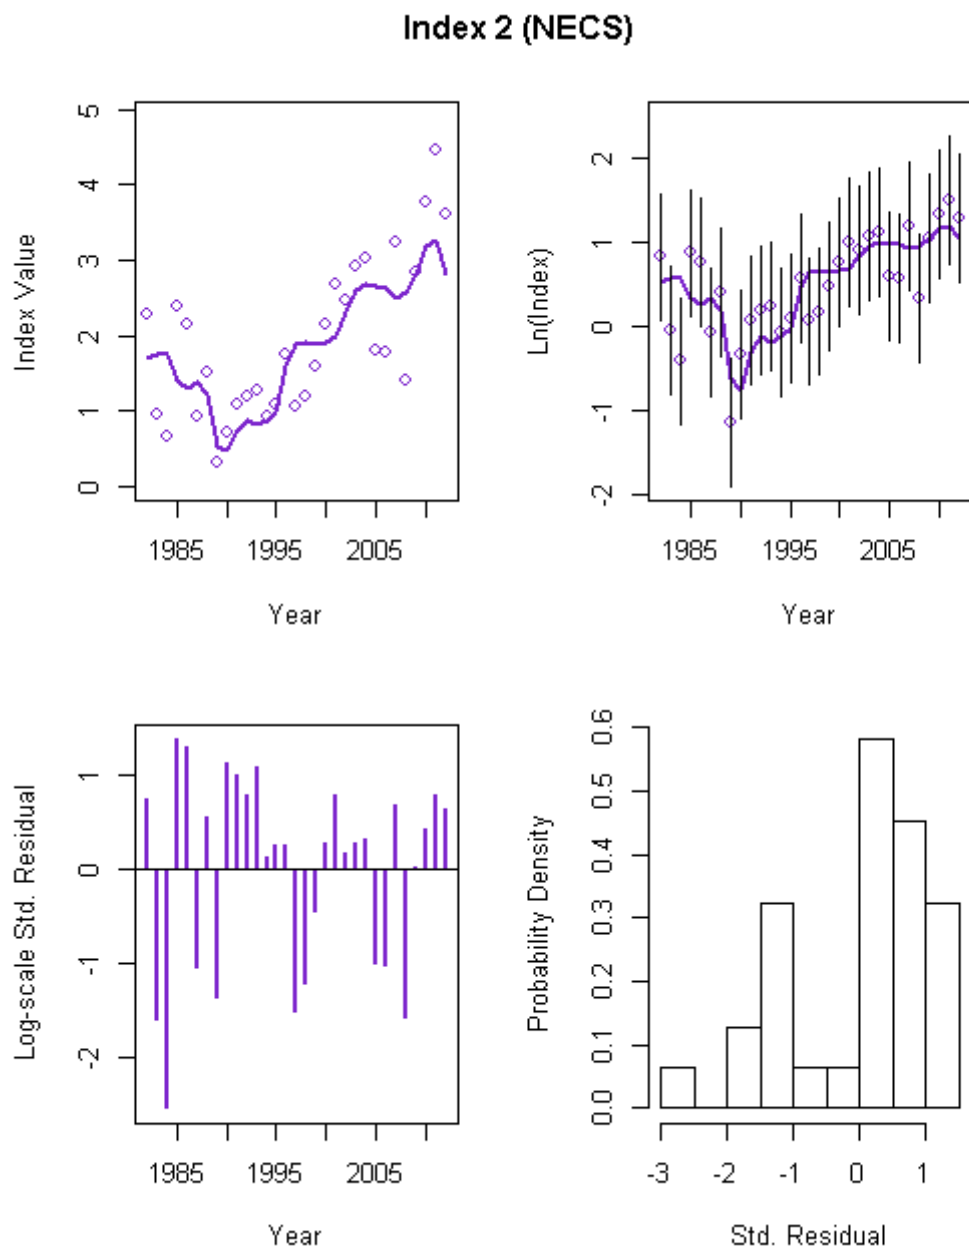 Index 2 (NECS)
Index Value
5
4
3
2
1
0
1985 1995 2005
Year
Ln(Index)
2
1
0
-1
-2
1985 1995 2005
Year
Log-scale Std. Residual
1
0
-1
-2
1985 1995 2005
Year
Probability Density
0.6
0.5
0.4
0.3
0.2
0.1
0.0
-3 -2 -1 0 1
Std. Residual